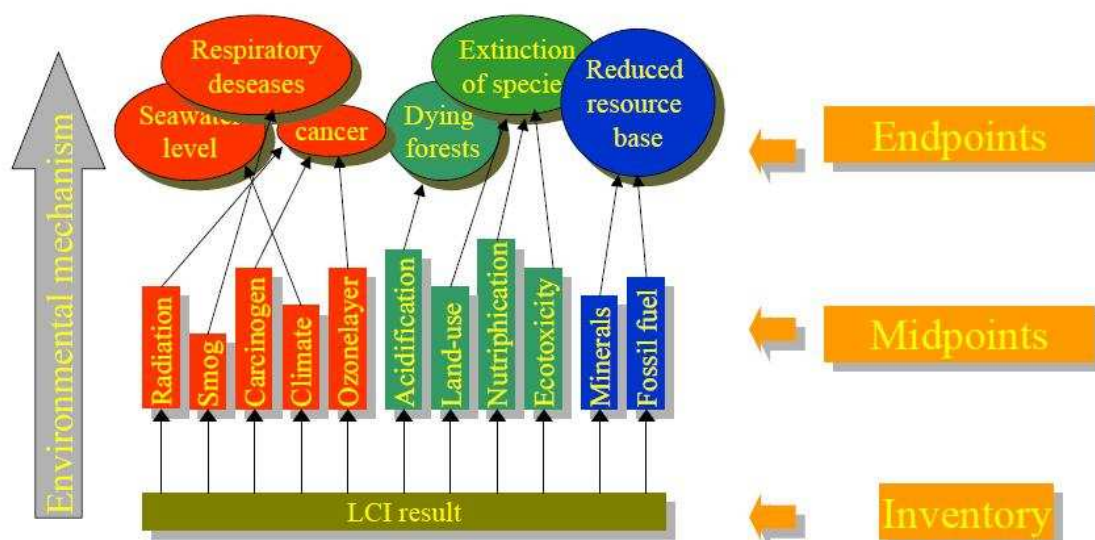 Respiratory
deseases
Extinction
of specie
Reduced
resource
base
Seawater
level
cancer
Dying
forests
Endpoints
Environmental mechanism
Radiation
Smog
Carcinogen
Climate
Ozonelayer
Acidification
Land-use
Nutriphication
Ecotoxicity
Minerals
Fossil fuel
Midpoints
LCI result
Inventory